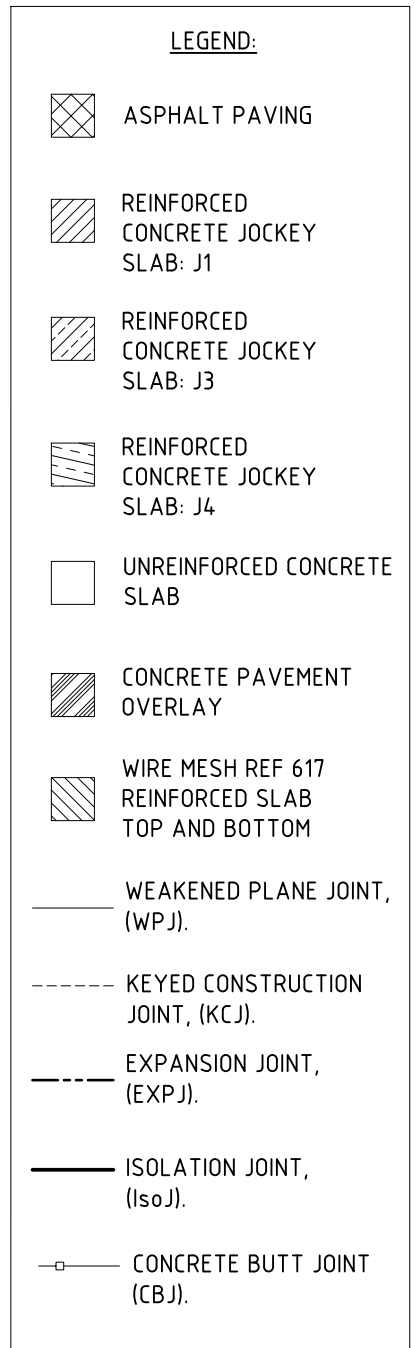 LEGEND:
ASPHALT PAVING
REINFORCED
CONCRETE JOCKEY
SLAB: J1
REINFORCED
CONCRETE JOCKEY
SLAB: J3
REINFORCED
CONCRETE JOCKEY
SLAB: J4
UNREINFORCED CONCRETE
SLAB
CONCRETE PAVEMENT
OVERLAY
WIRE MESH REF 617
REINFORCED SLAB
TOP AND BOTTOM
WEAKENED PLANE JOINT,
(WPJ).
KEYED CONSTRUCTION
JOINT, (KCJ).
EXPANSION JOINT,
(EXPJ).
ISOLATION JOINT,
(IsoJ).
CONCRETE BUTT JOINT
(CBJ).